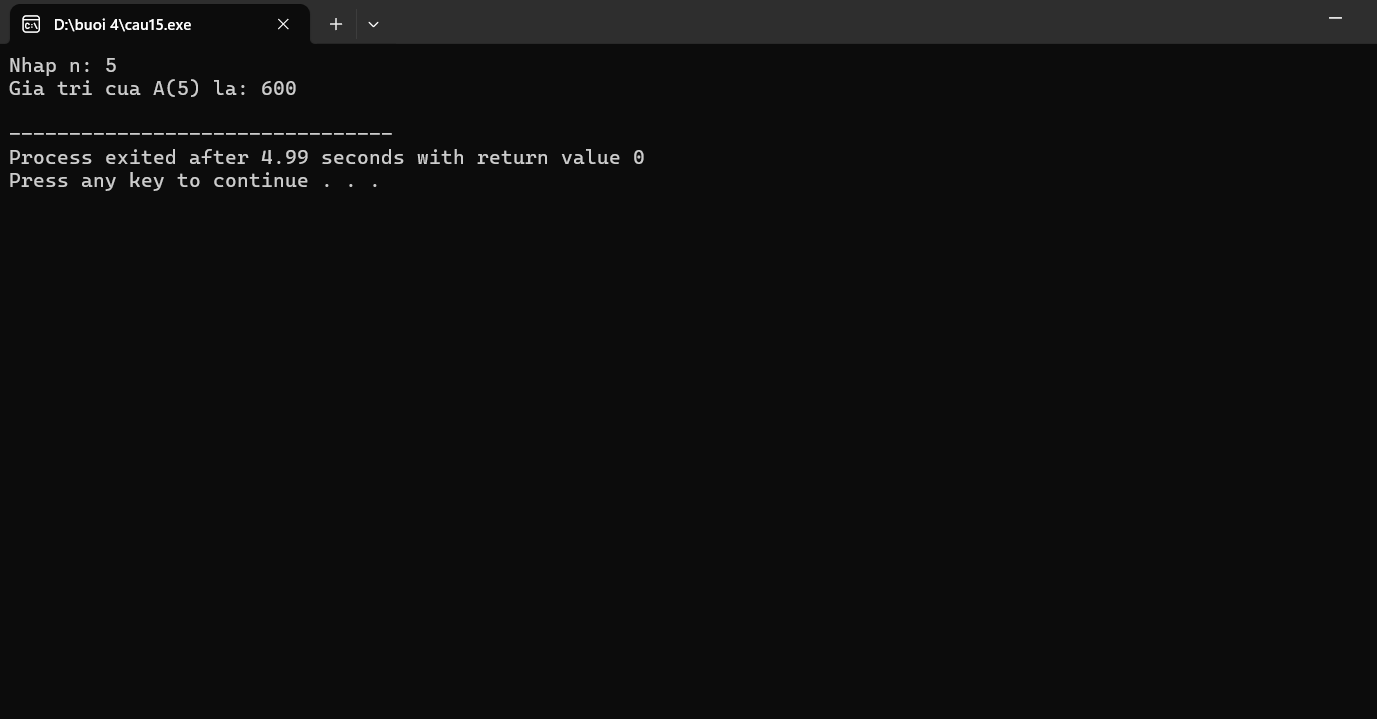 D:\buoi 4\cau15.exe
Nhap n: 5
Gia tri cua A(5) la: 600
--------------------------------
Process exited after 4.99 seconds with return value 0
Press any key to continue . . .